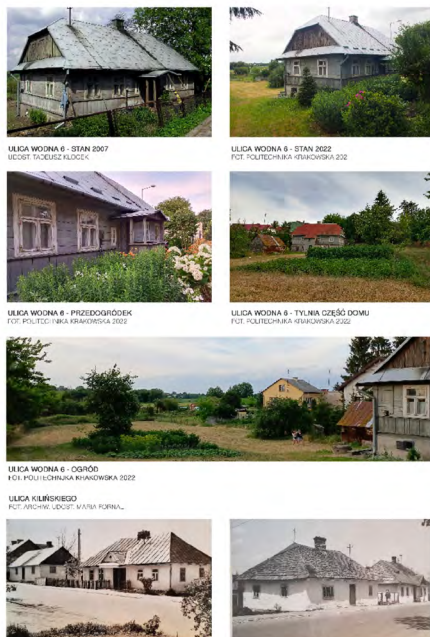 ULICA WODNA 6 - STAN 2007
UDOST. TADEUSZ KLOCEK
ULICA WODNA 6 - STAN 2022
FOT. POLITECHNIKA KRAKOWSKA 202
ULICA WODNA 6 - PRZEDOGRÓDEK
FOT. POLITECHNIKA KRAKOWSKA 2022
ULICA WODNA 6 - TYLNIA CZĘŚĆ DOMU
FOT. POLITECHNIKA KRAKOWSKA 2022
ULICA WODNA 6 - OGRÓD
FOT. POLITECHNIKA KRAKOWSKA 2022
ULICA KILIŃSKIEGO
FOT. ARCHIW. UDOST. MARIA FORNAL